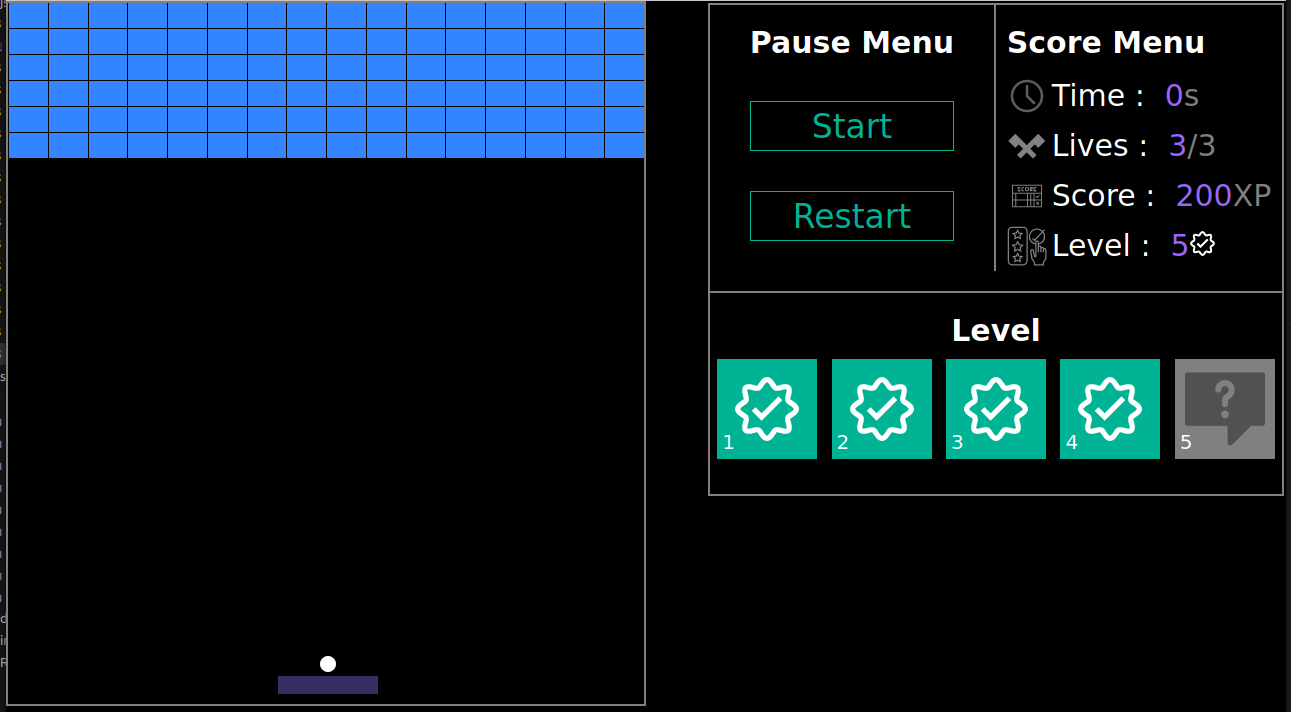 Pause Menu
Start
Restart
Score Menu
Time : 0s
Lives : 3/3
SCORE
Score : 200XP
Level : 5
Level
1
2
3
4
?
5